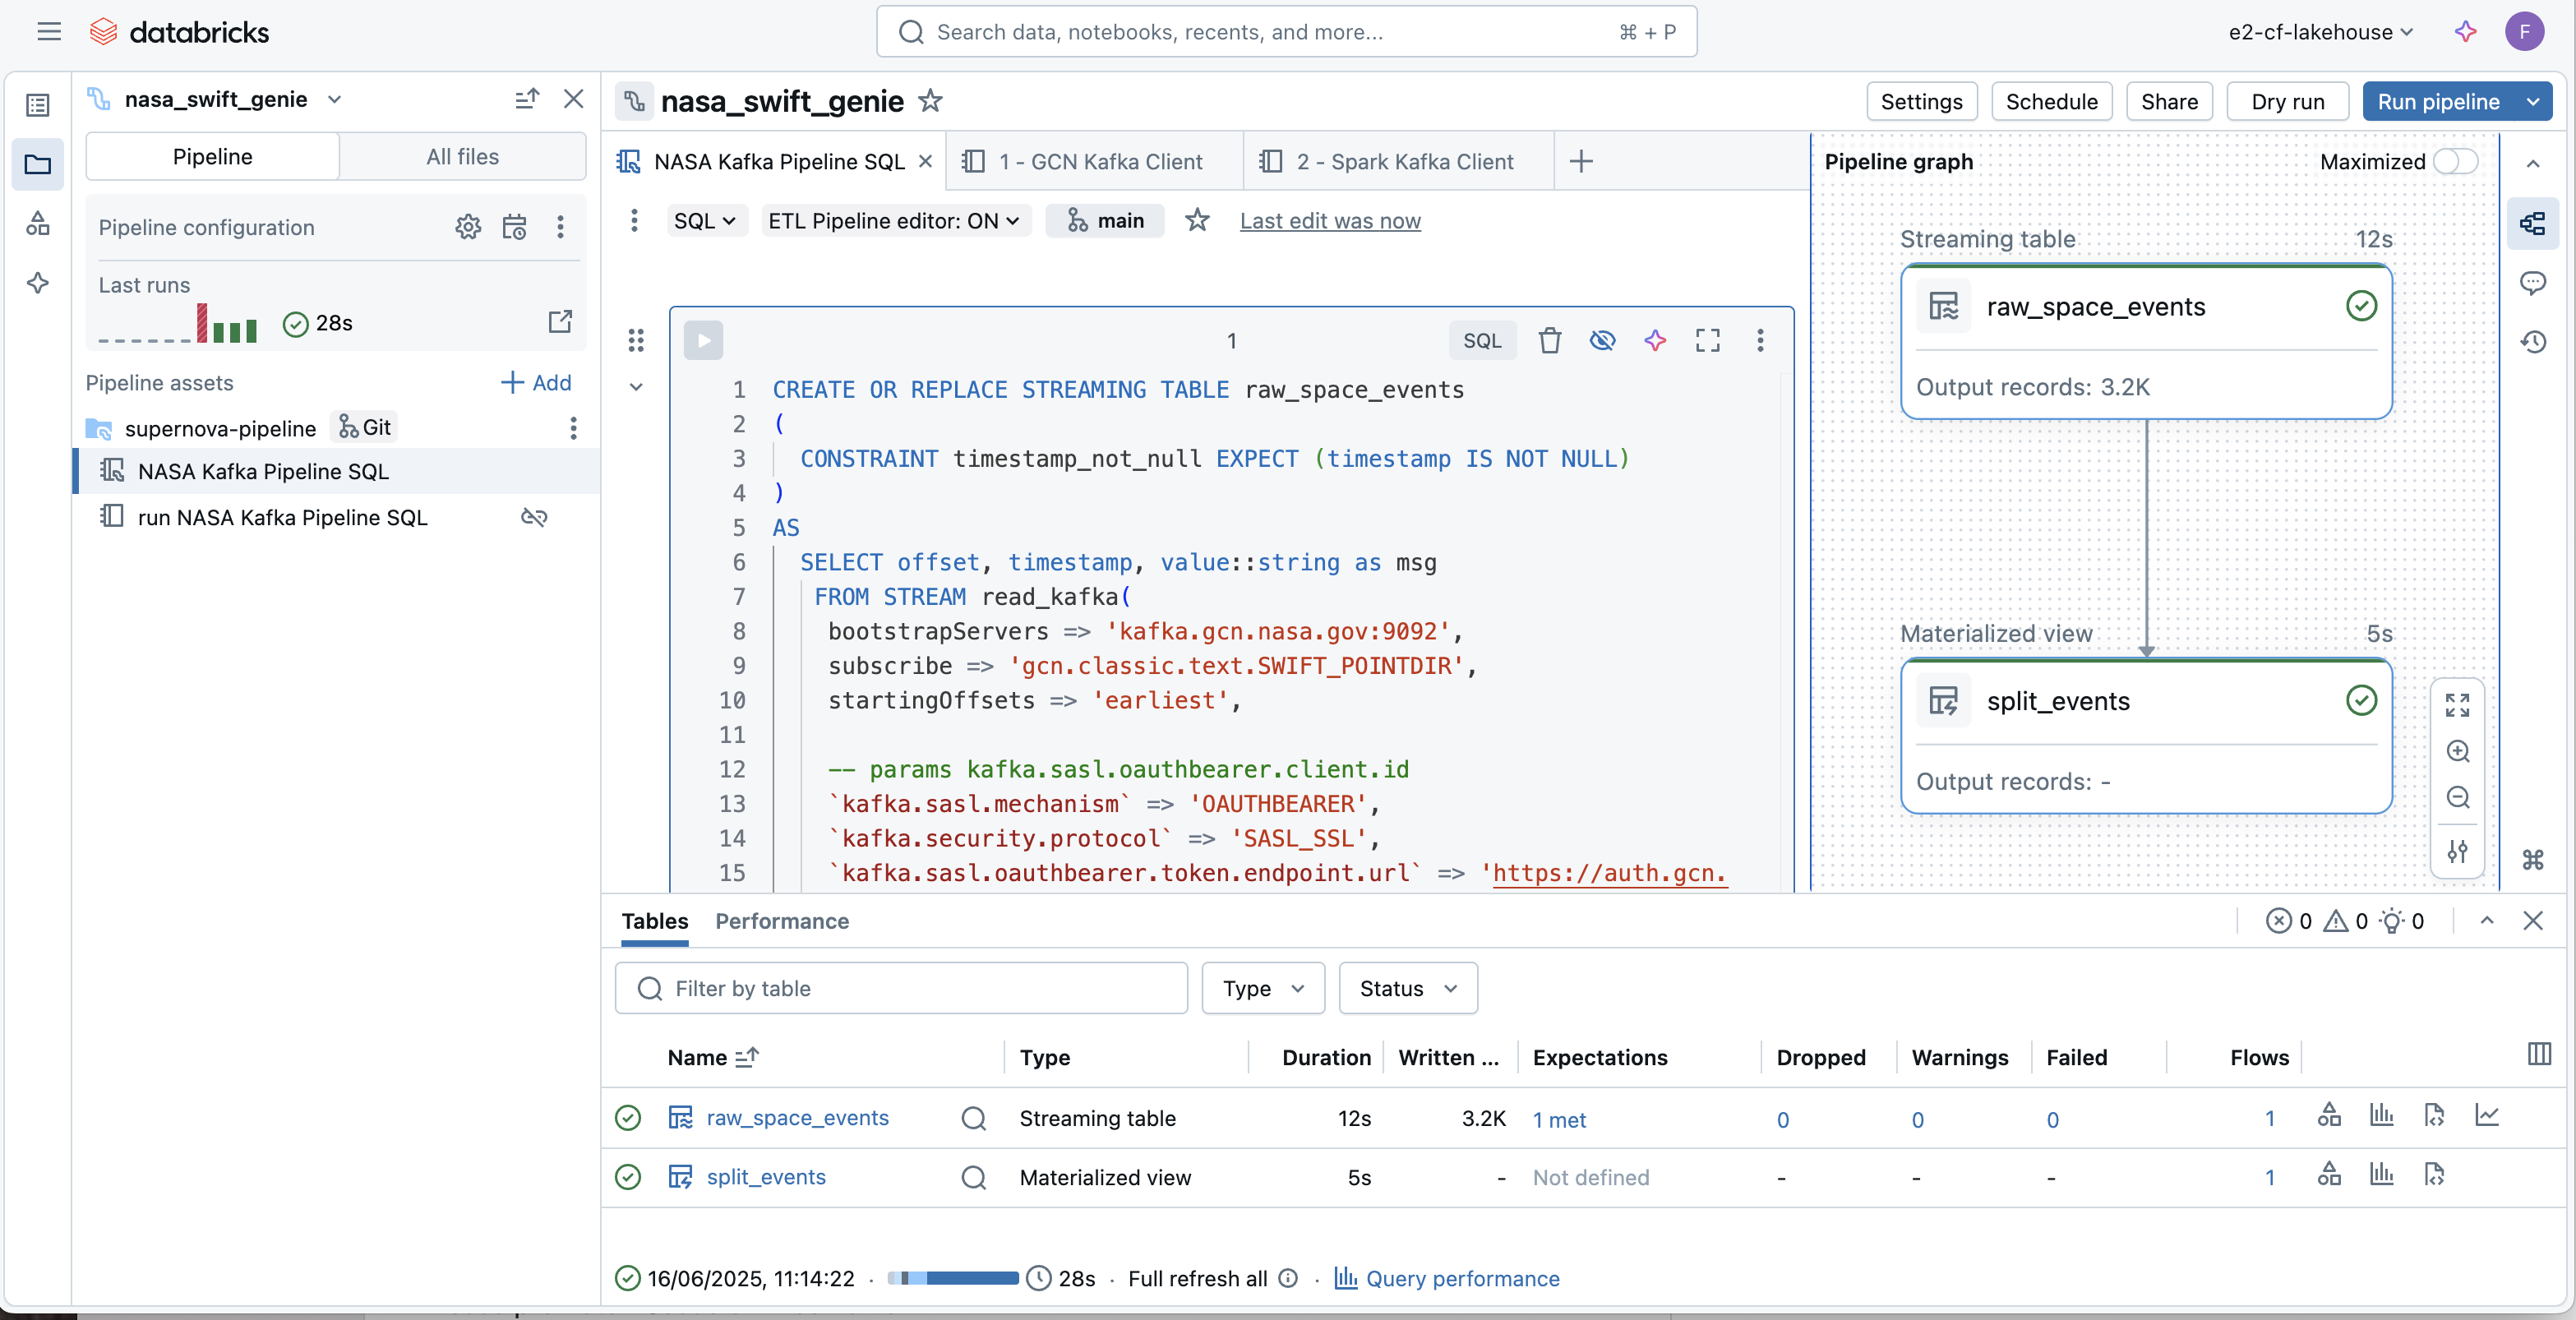 databricks
Search data, notebooks, recents, and more...
⌘ + P
e2-cf-lakehouse
F
nasa_swift_genie
Pipeline
All files
Pipeline configuration
Last runs
28s
Pipeline assets
Add
supernova-pipeline
Git
NASA Kafka Pipeline SQL
run NASA Kafka Pipeline SQL
nasa_swift_genie
Settings
Schedule
Share
Dry run
Run pipeline
NASA Kafka Pipeline SQL
1 - GCN Kafka Client
2 - Spark Kafka Client
SQL
ETL Pipeline editor: ON
main
Last edit was now
1
SQL
1 CREATE OR REPLACE STREAMING TABLE raw_space_events
2 (
3 CONSTRAINT timestamp_not_null EXPECT (timestamp IS NOT NULL)
4 )
5 AS
6 SELECT offset, timestamp, value::string as msg
7 FROM STREAM read_kafka(
8 bootstrapServers => 'kafka.gcn.nasa.gov:9092',
9 subscribe => 'gcn.classic.text.SWIFT_POINTDIR',
10 startingOffsets => 'earliest',
11
12 -- params kafka.sasl.oauthbearer.client.id
13 `kafka.sasl.mechanism` => 'OAUTHBEARER',
14 `kafka.security.protocol` => 'SASL_SSL',
15 `kafka.sasl.oauthbearer.token.endpoint.url` => 'https://auth.gcn.
Pipeline graph
Maximized
Streaming table 12s
raw_space_events
Output records: 3.2K
Materialized view 5s
split_events
Output records: -
Tables
Performance
0 0 0
Filter by table
Type
Status
Name Type Duration Written ... Expectations Dropped Warnings Failed Flows
raw_space_events Streaming table 12s 3.2K 1 met 0 0 0 1
split_events Materialized view 5s - Not defined - - - 1
16/06/2025, 11:14:22 · 28s · Full refresh all · Query performance